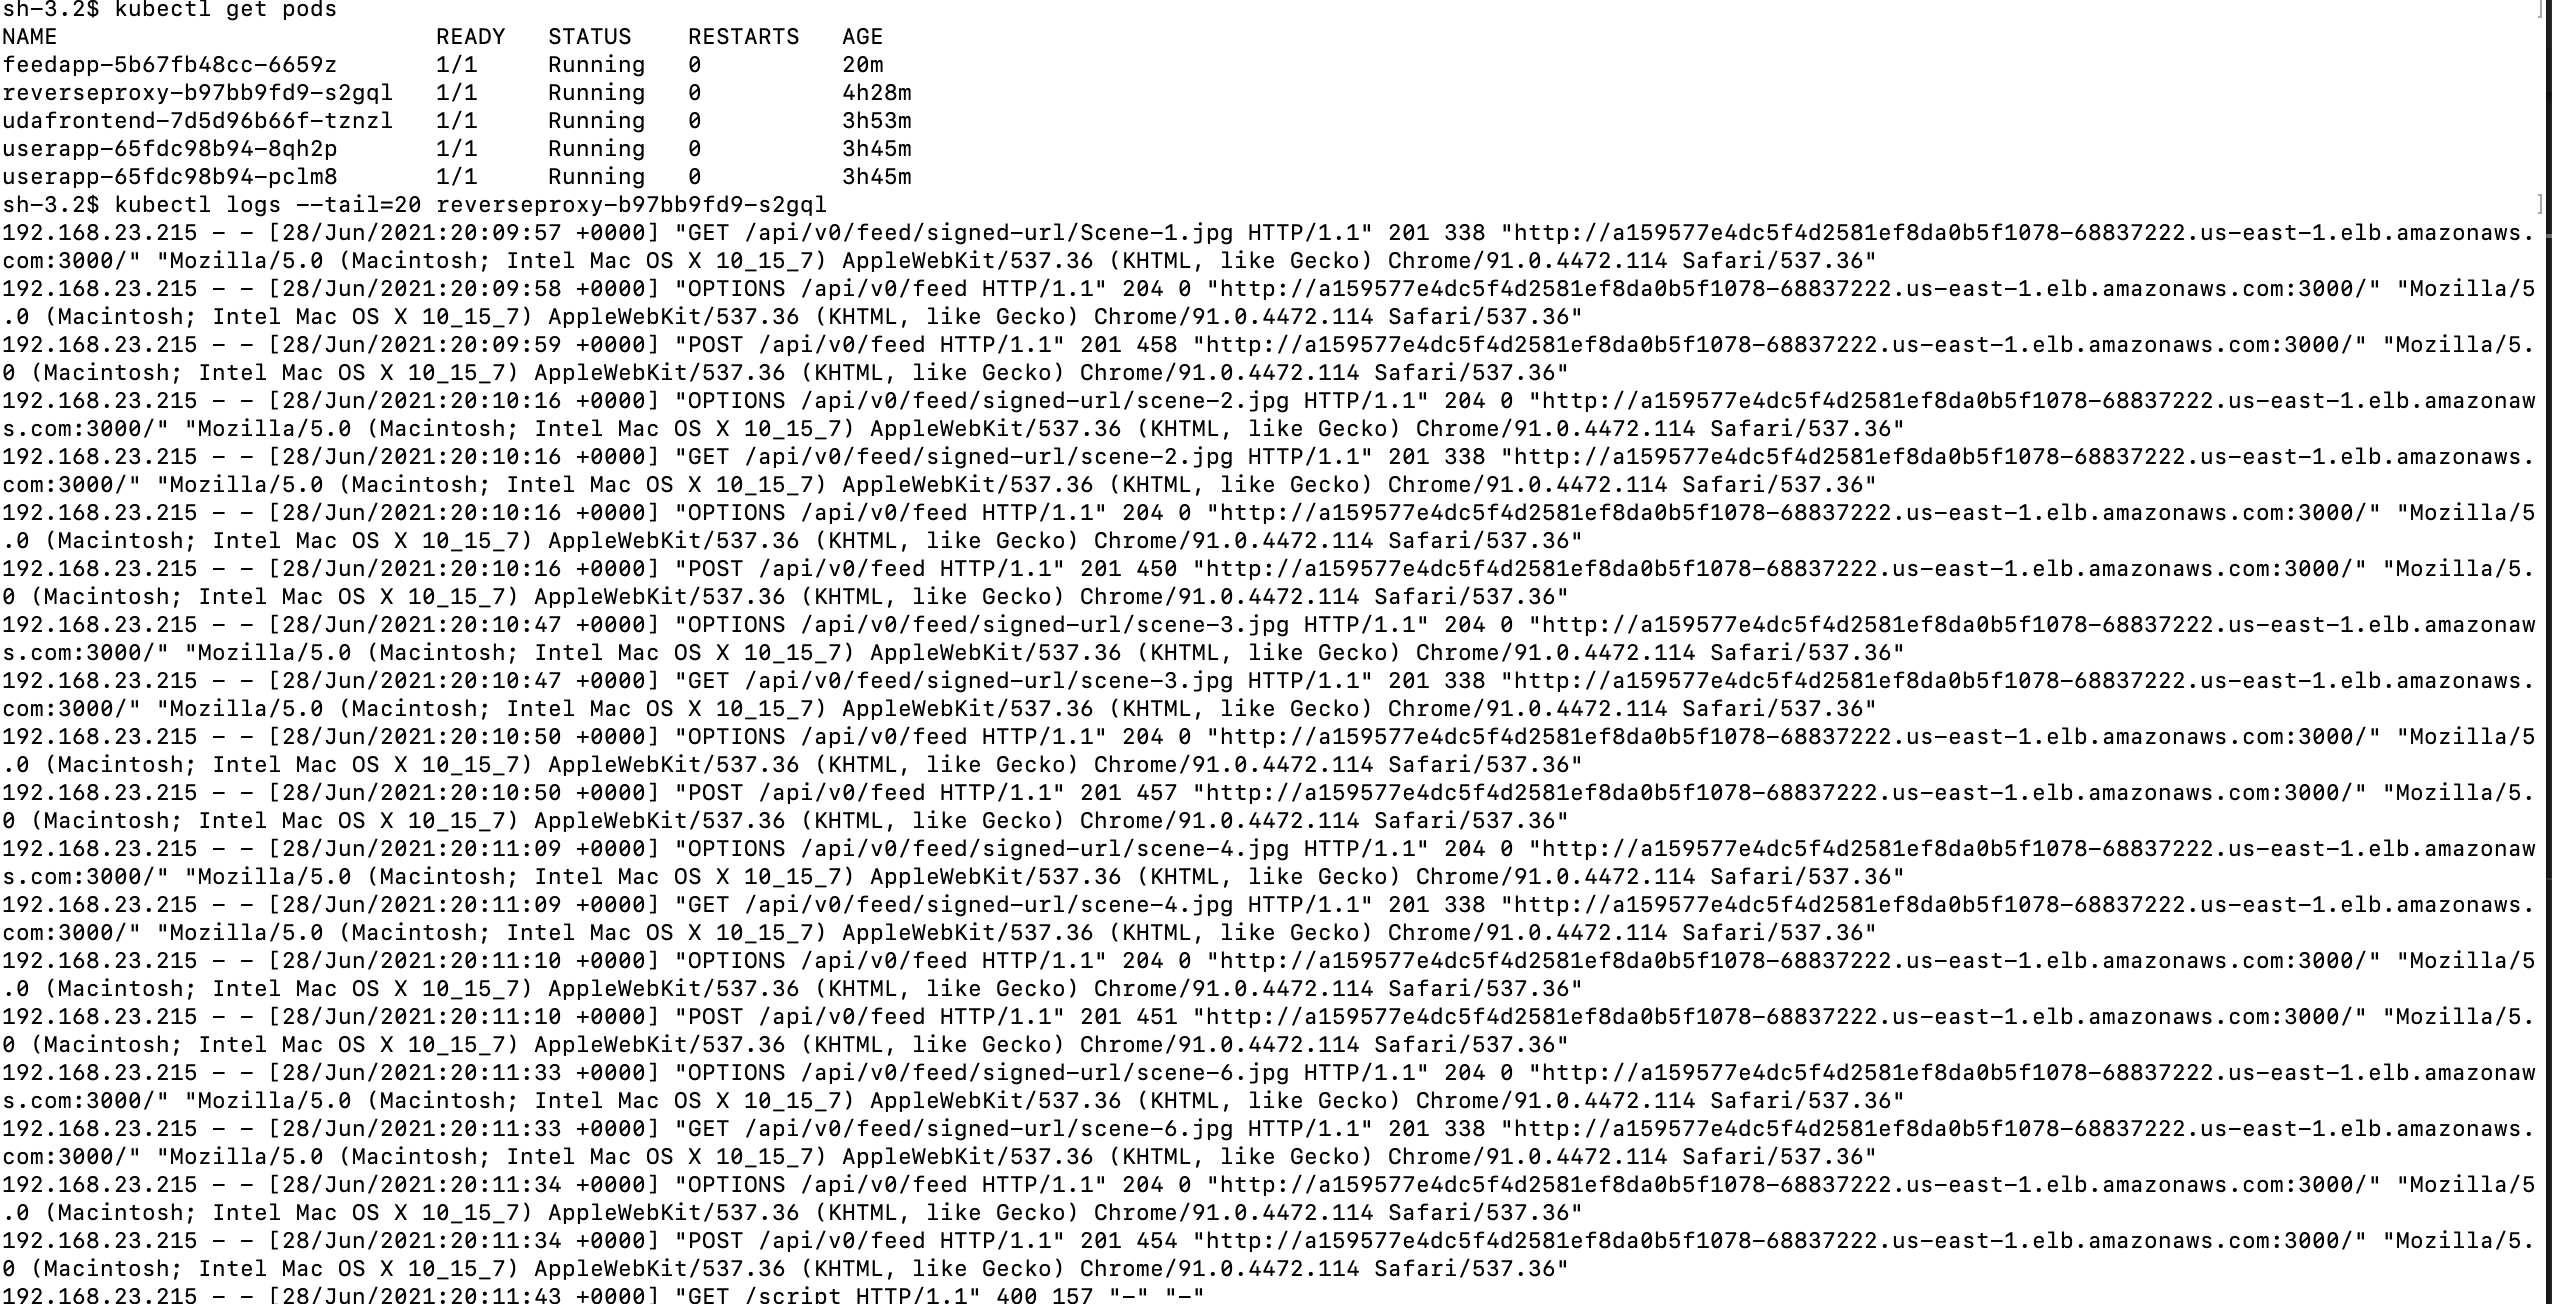 sh-3.2$ kubectl get pods
NAME READY STATUS RESTARTS AGE
feedapp-5b67fb48cc-6659z 1/1 Running 0 20m
reverseproxy-b97bb9fd9-s2gql 1/1 Running 0 4h28m
udafrontend-7d5d96b66f-tznzl 1/1 Running 0 3h53m
userapp-65fdc98b94-8qh2p 1/1 Running 0 3h45m
userapp-65fdc98b94-pclm8 1/1 Running 0 3h45m
sh-3.2$ kubectl logs --tail=20 reverseproxy-b97bb9fd9-s2gql
192.168.23.215 - - [28/Jun/2021:20:09:57 +0000] "GET /api/v0/feed/signed-url/Scene-1.jpg HTTP/1.1" 201 338 "http://a159577e4dc5f4d2581ef8da0b5f1078-68837222.us-east-1.elb.amazonaws.
com:3000/" "Mozilla/5.0 (Macintosh; Intel Mac OS X 10_15_7) AppleWebKit/537.36 (KHTML, like Gecko) Chrome/91.0.4472.114 Safari/537.36"
192.168.23.215 - - [28/Jun/2021:20:09:58 +0000] "OPTIONS /api/v0/feed HTTP/1.1" 204 0 "http://a159577e4dc5f4d2581ef8da0b5f1078-68837222.us-east-1.elb.amazonaws.com:3000/" "Mozilla/5
.0 (Macintosh; Intel Mac OS X 10_15_7) AppleWebKit/537.36 (KHTML, like Gecko) Chrome/91.0.4472.114 Safari/537.36"
192.168.23.215 - - [28/Jun/2021:20:09:59 +0000] "POST /api/v0/feed HTTP/1.1" 201 458 "http://a159577e4dc5f4d2581ef8da0b5f1078-68837222.us-east-1.elb.amazonaws.com:3000/" "Mozilla/5.
0 (Macintosh; Intel Mac OS X 10_15_7) AppleWebKit/537.36 (KHTML, like Gecko) Chrome/91.0.4472.114 Safari/537.36"
192.168.23.215 - - [28/Jun/2021:20:10:16 +0000] "OPTIONS /api/v0/feed/signed-url/scene-2.jpg HTTP/1.1" 204 0 "http://a159577e4dc5f4d2581ef8da0b5f1078-68837222.us-east-1.elb.amazonaw
s.com:3000/" "Mozilla/5.0 (Macintosh; Intel Mac OS X 10_15_7) AppleWebKit/537.36 (KHTML, like Gecko) Chrome/91.0.4472.114 Safari/537.36"
192.168.23.215 - - [28/Jun/2021:20:10:16 +0000] "GET /api/v0/feed/signed-url/scene-2.jpg HTTP/1.1" 201 338 "http://a159577e4dc5f4d2581ef8da0b5f1078-68837222.us-east-1.elb.amazonaws.
com:3000/" "Mozilla/5.0 (Macintosh; Intel Mac OS X 10_15_7) AppleWebKit/537.36 (KHTML, like Gecko) Chrome/91.0.4472.114 Safari/537.36"
192.168.23.215 - - [28/Jun/2021:20:10:16 +0000] "OPTIONS /api/v0/feed HTTP/1.1" 204 0 "http://a159577e4dc5f4d2581ef8da0b5f1078-68837222.us-east-1.elb.amazonaws.com:3000/" "Mozilla/5
.0 (Macintosh; Intel Mac OS X 10_15_7) AppleWebKit/537.36 (KHTML, like Gecko) Chrome/91.0.4472.114 Safari/537.36"
192.168.23.215 - - [28/Jun/2021:20:10:16 +0000] "POST /api/v0/feed HTTP/1.1" 201 450 "http://a159577e4dc5f4d2581ef8da0b5f1078-68837222.us-east-1.elb.amazonaws.com:3000/" "Mozilla/5.
0 (Macintosh; Intel Mac OS X 10_15_7) AppleWebKit/537.36 (KHTML, like Gecko) Chrome/91.0.4472.114 Safari/537.36"
192.168.23.215 - - [28/Jun/2021:20:10:47 +0000] "OPTIONS /api/v0/feed/signed-url/scene-3.jpg HTTP/1.1" 204 0 "http://a159577e4dc5f4d2581ef8da0b5f1078-68837222.us-east-1.elb.amazonaw
s.com:3000/" "Mozilla/5.0 (Macintosh; Intel Mac OS X 10_15_7) AppleWebKit/537.36 (KHTML, like Gecko) Chrome/91.0.4472.114 Safari/537.36"
192.168.23.215 - - [28/Jun/2021:20:10:47 +0000] "GET /api/v0/feed/signed-url/scene-3.jpg HTTP/1.1" 201 338 "http://a159577e4dc5f4d2581ef8da0b5f1078-68837222.us-east-1.elb.amazonaws.
com:3000/" "Mozilla/5.0 (Macintosh; Intel Mac OS X 10_15_7) AppleWebKit/537.36 (KHTML, like Gecko) Chrome/91.0.4472.114 Safari/537.36"
192.168.23.215 - - [28/Jun/2021:20:10:50 +0000] "OPTIONS /api/v0/feed HTTP/1.1" 204 0 "http://a159577e4dc5f4d2581ef8da0b5f1078-68837222.us-east-1.elb.amazonaws.com:3000/" "Mozilla/5
.0 (Macintosh; Intel Mac OS X 10_15_7) AppleWebKit/537.36 (KHTML, like Gecko) Chrome/91.0.4472.114 Safari/537.36"
192.168.23.215 - - [28/Jun/2021:20:10:50 +0000] "POST /api/v0/feed HTTP/1.1" 201 457 "http://a159577e4dc5f4d2581ef8da0b5f1078-68837222.us-east-1.elb.amazonaws.com:3000/" "Mozilla/5.
0 (Macintosh; Intel Mac OS X 10_15_7) AppleWebKit/537.36 (KHTML, like Gecko) Chrome/91.0.4472.114 Safari/537.36"
192.168.23.215 - - [28/Jun/2021:20:11:09 +0000] "OPTIONS /api/v0/feed/signed-url/scene-4.jpg HTTP/1.1" 204 0 "http://a159577e4dc5f4d2581ef8da0b5f1078-68837222.us-east-1.elb.amazonaw
s.com:3000/" "Mozilla/5.0 (Macintosh; Intel Mac OS X 10_15_7) AppleWebKit/537.36 (KHTML, like Gecko) Chrome/91.0.4472.114 Safari/537.36"
192.168.23.215 - - [28/Jun/2021:20:11:09 +0000] "GET /api/v0/feed/signed-url/scene-4.jpg HTTP/1.1" 201 338 "http://a159577e4dc5f4d2581ef8da0b5f1078-68837222.us-east-1.elb.amazonaws.
com:3000/" "Mozilla/5.0 (Macintosh; Intel Mac OS X 10_15_7) AppleWebKit/537.36 (KHTML, like Gecko) Chrome/91.0.4472.114 Safari/537.36"
192.168.23.215 - - [28/Jun/2021:20:11:10 +0000] "OPTIONS /api/v0/feed HTTP/1.1" 204 0 "http://a159577e4dc5f4d2581ef8da0b5f1078-68837222.us-east-1.elb.amazonaws.com:3000/" "Mozilla/5
.0 (Macintosh; Intel Mac OS X 10_15_7) AppleWebKit/537.36 (KHTML, like Gecko) Chrome/91.0.4472.114 Safari/537.36"
192.168.23.215 - - [28/Jun/2021:20:11:10 +0000] "POST /api/v0/feed HTTP/1.1" 201 451 "http://a159577e4dc5f4d2581ef8da0b5f1078-68837222.us-east-1.elb.amazonaws.com:3000/" "Mozilla/5.
0 (Macintosh; Intel Mac OS X 10_15_7) AppleWebKit/537.36 (KHTML, like Gecko) Chrome/91.0.4472.114 Safari/537.36"
192.168.23.215 - - [28/Jun/2021:20:11:33 +0000] "OPTIONS /api/v0/feed/signed-url/scene-6.jpg HTTP/1.1" 204 0 "http://a159577e4dc5f4d2581ef8da0b5f1078-68837222.us-east-1.elb.amazonaw
s.com:3000/" "Mozilla/5.0 (Macintosh; Intel Mac OS X 10_15_7) AppleWebKit/537.36 (KHTML, like Gecko) Chrome/91.0.4472.114 Safari/537.36"
192.168.23.215 - - [28/Jun/2021:20:11:33 +0000] "GET /api/v0/feed/signed-url/scene-6.jpg HTTP/1.1" 201 338 "http://a159577e4dc5f4d2581ef8da0b5f1078-68837222.us-east-1.elb.amazonaws.
com:3000/" "Mozilla/5.0 (Macintosh; Intel Mac OS X 10_15_7) AppleWebKit/537.36 (KHTML, like Gecko) Chrome/91.0.4472.114 Safari/537.36"
192.168.23.215 - - [28/Jun/2021:20:11:34 +0000] "OPTIONS /api/v0/feed HTTP/1.1" 204 0 "http://a159577e4dc5f4d2581ef8da0b5f1078-68837222.us-east-1.elb.amazonaws.com:3000/" "Mozilla/5
.0 (Macintosh; Intel Mac OS X 10_15_7) AppleWebKit/537.36 (KHTML, like Gecko) Chrome/91.0.4472.114 Safari/537.36"
192.168.23.215 - - [28/Jun/2021:20:11:34 +0000] "POST /api/v0/feed HTTP/1.1" 201 454 "http://a159577e4dc5f4d2581ef8da0b5f1078-68837222.us-east-1.elb.amazonaws.com:3000/" "Mozilla/5.
0 (Macintosh; Intel Mac OS X 10_15_7) AppleWebKit/537.36 (KHTML, like Gecko) Chrome/91.0.4472.114 Safari/537.36"
192.168.23.215 - - [28/Jun/2021:20:11:43 +0000] "GET /script HTTP/1.1" 400 157 "-" "-"